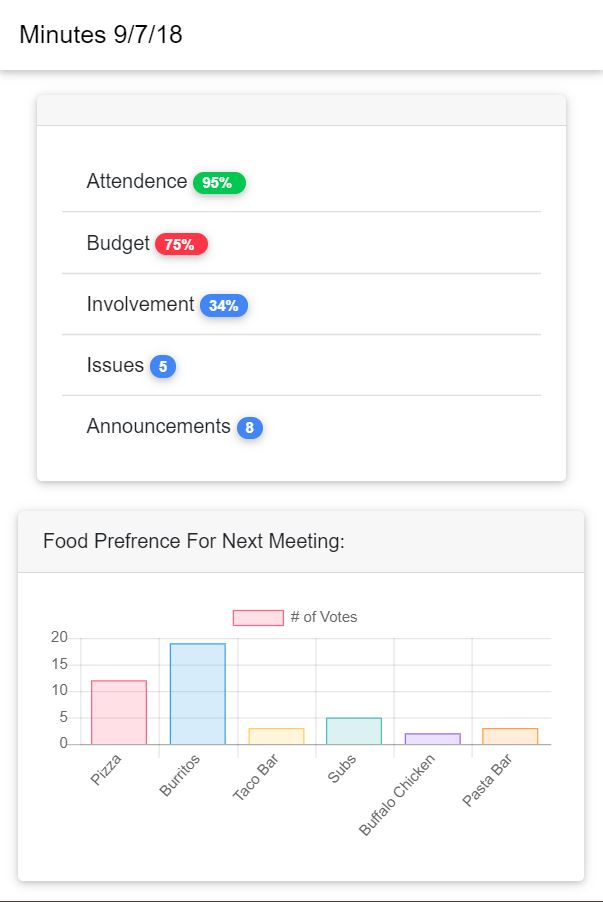 Minutes 9/7/18
Attendence 95%
Budget 75%
Involvement 34%
Issues 5
Announcements 8
Food Prefrence For Next Meeting:
# of Votes
20
15
10
5
0
Pizza
Burritos
Taco Bar
Subs
Buffalo Chicken
Pasta Bar